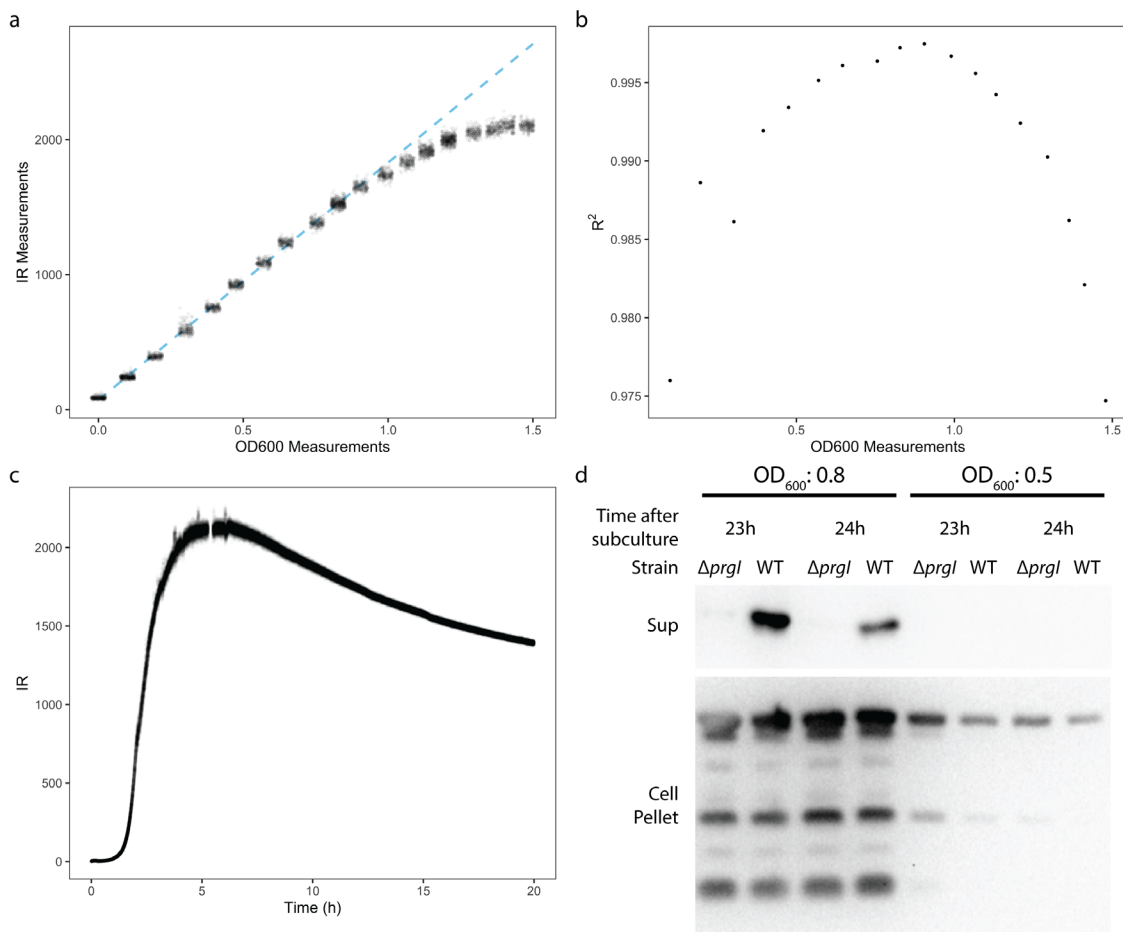 a
IR Measurements
2000
1000
0
0.0 0.5 1.0 1.5
OD600 Measurements
b
R²
0.995
0.990
0.985
0.980
0.975
0.5 1.0 1.5
OD600 Measurements
c
IR
2000
1500
1000
500
0
0 5 10 15 20
Time (h)
d
OD₆₀₀: 0.8 OD₆₀₀: 0.5
Time after
subculture
23h 24h 23h 24h
Strain ΔprgI WT ΔprgI WT ΔprgI WT ΔprgI WT
Sup
Cell
Pellet